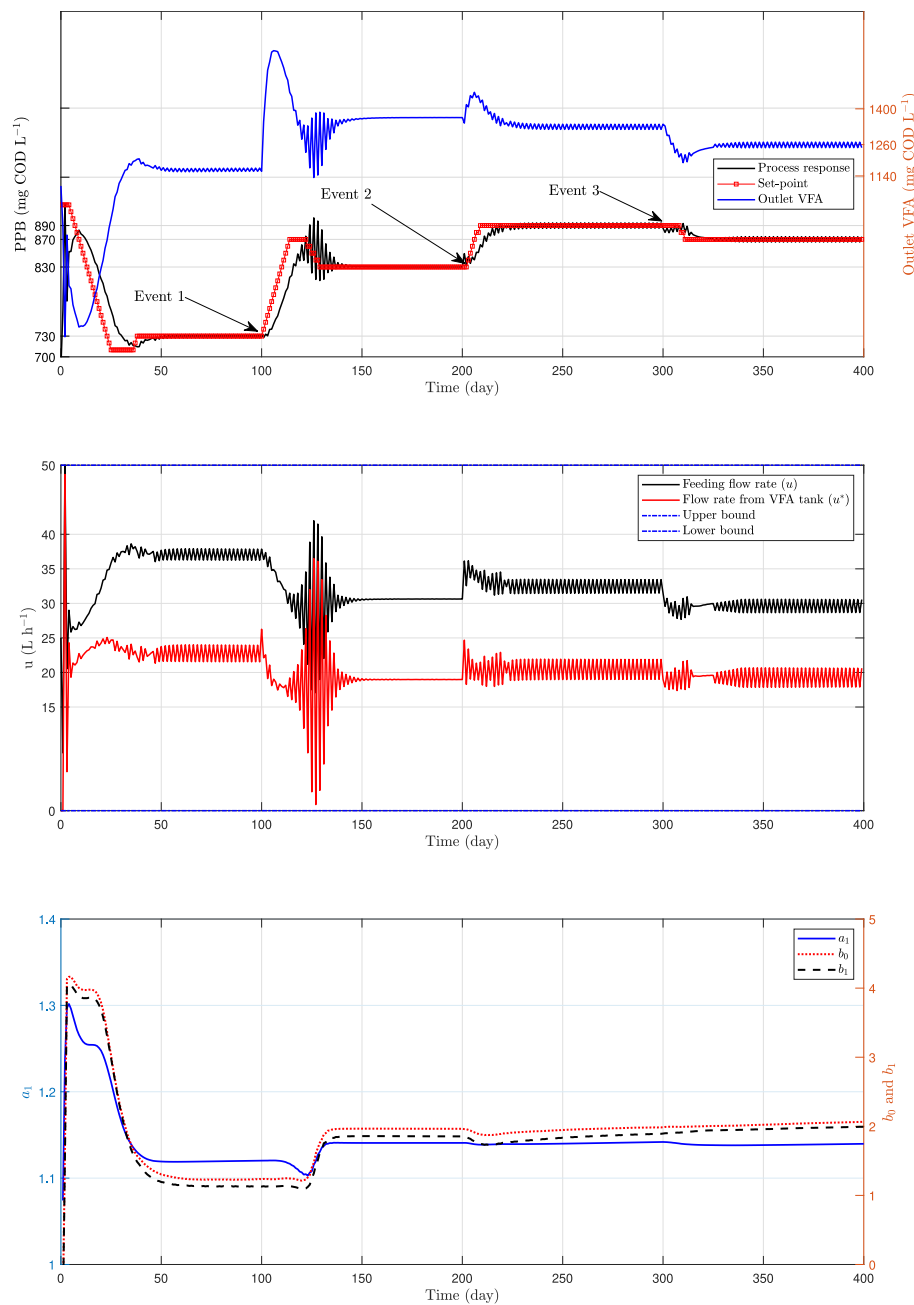 PPB (mg COD L⁻¹)
890
870
830
730
700
1400
1260
1140
Outlet VFA (mg COD L⁻¹)
Process response
Set-point
Outlet VFA
Event 1
Event 2
Event 3
0 50 100 150 200 250 300 350 400
Time (day)
u (L h⁻¹)
50
40
30
25
20
15
0
Feeding flow rate (u)
Flow rate from VFA tank (u*)
Upper bound
Lower bound
0 50 100 150 200 250 300 350 400
Time (day)
a₁
1.4
1.3
1.2
1.1
1
5
4
3
2
1
0
b₀ and b₁
a₁
b₀
b₁
0 50 100 150 200 250 300 350 400
Time (day)